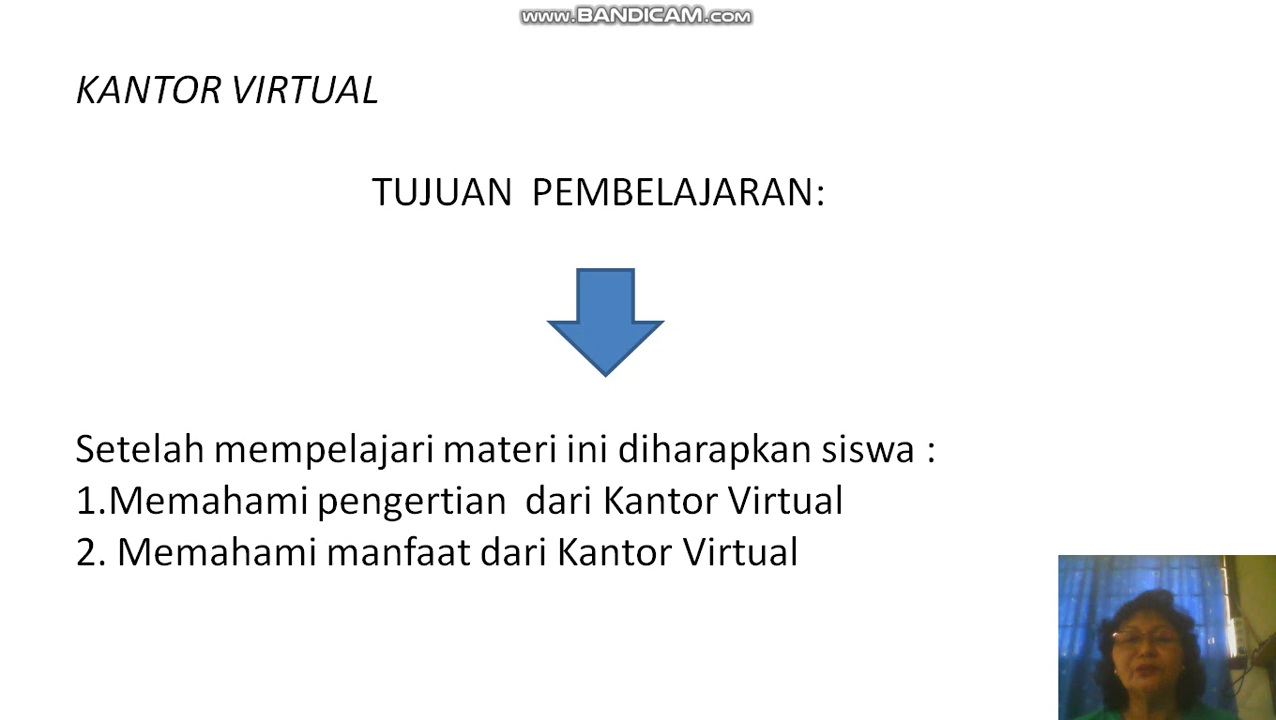 www.BANDICAM.com
KANTOR VIRTUAL
TUJUAN PEMBELAJARAN:
Setelah mempelajari materi ini diharapkan siswa :
1.Memahami pengertian dari Kantor Virtual
2. Memahami manfaat dari Kantor Virtual